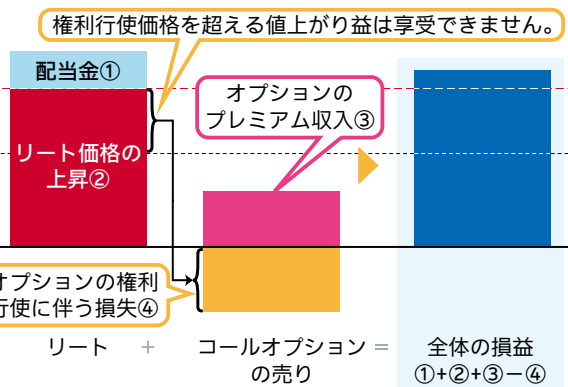 権利行使価格を超える値上がり益は享受できません。
配当金①
オプションの
プレミアム収入③
リート価格の
上昇②
オプションの権利
行使に伴う損失④
リート + コールオプション = 全体の損益
の売り ①+②+③−④